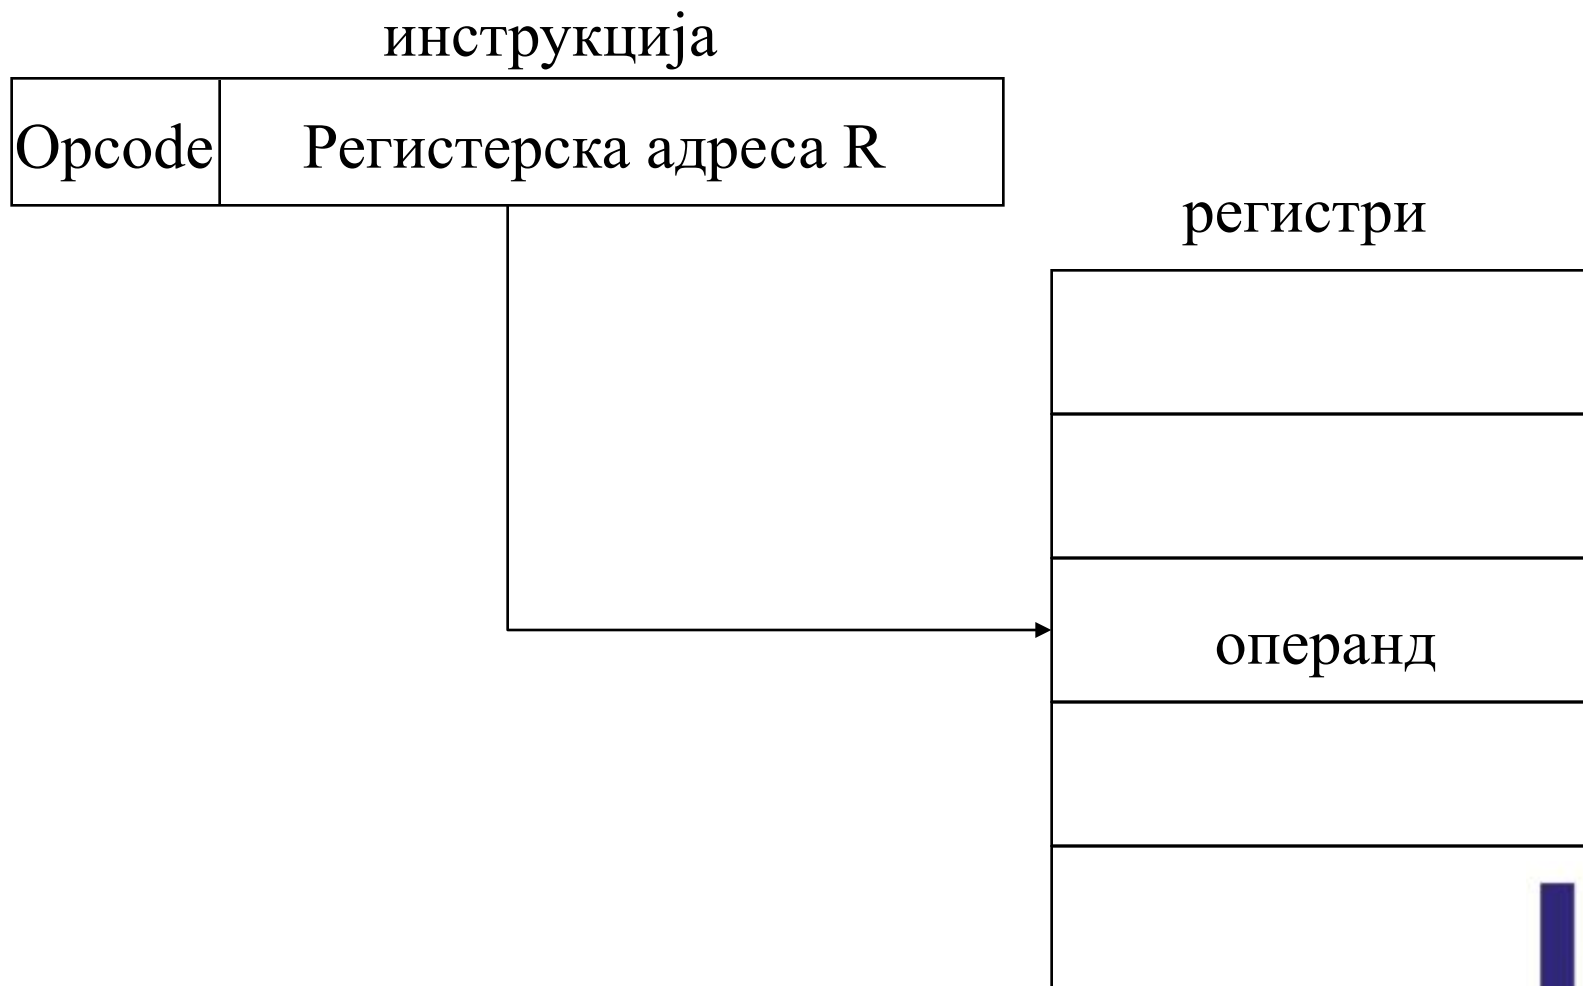 инструкција
Opcode
Регистерска адреса R
регистри
операнд